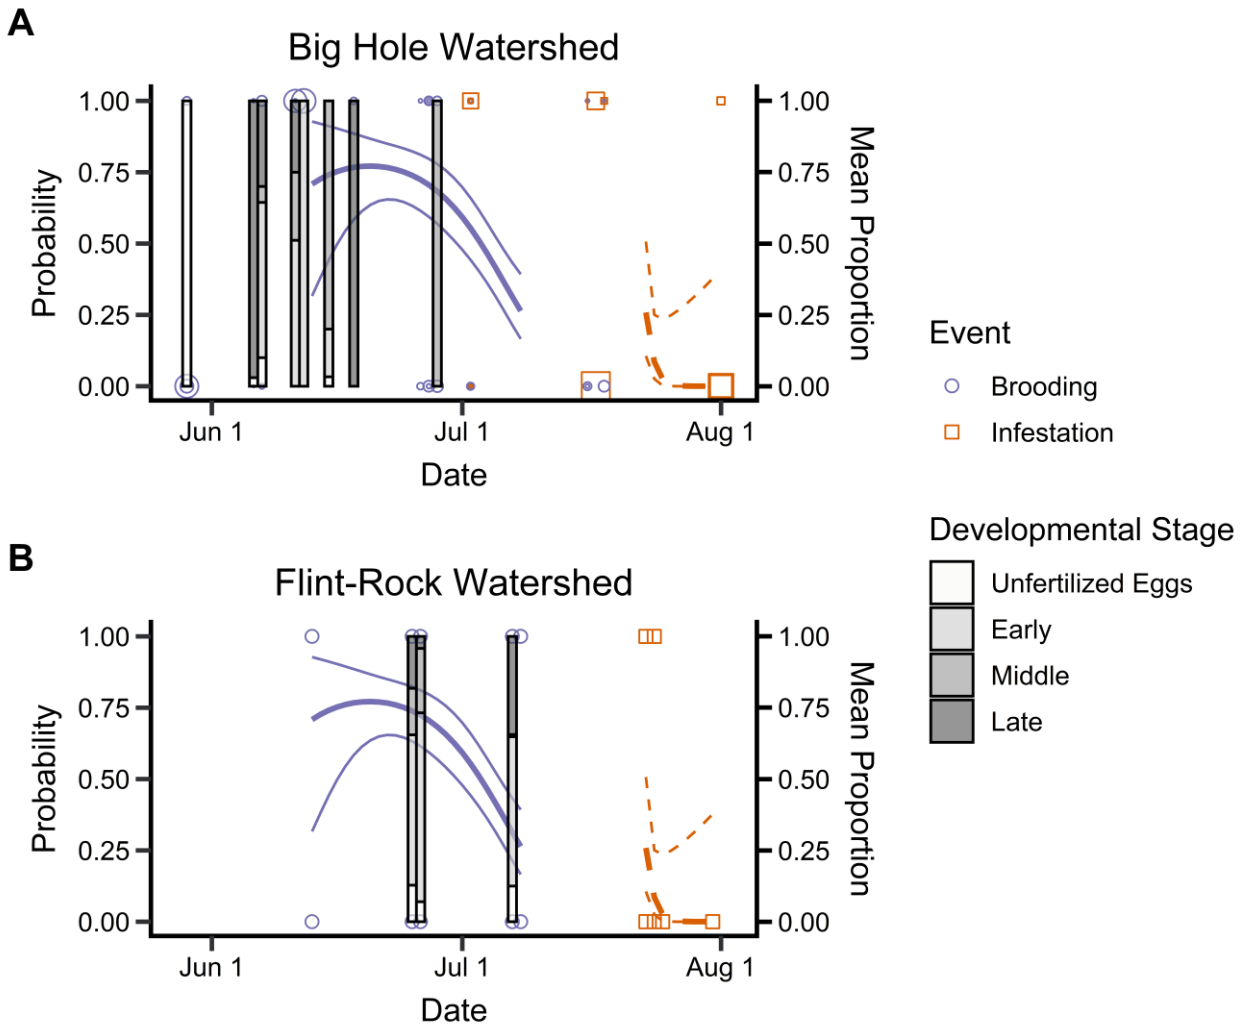 A
Big Hole Watershed
Probability
1.00
0.75
0.50
0.25
0.00
1.00
0.75
0.50
0.25
0.00
Mean Proportion
Jun 1
Jul 1
Aug 1
Date
Event
Brooding
Infestation
Developmental Stage
Unfertilized Eggs
Early
Middle
Late
B
Flint-Rock Watershed
Probability
1.00
0.75
0.50
0.25
0.00
1.00
0.75
0.50
0.25
0.00
Mean Proportion
Jun 1
Jul 1
Aug 1
Date